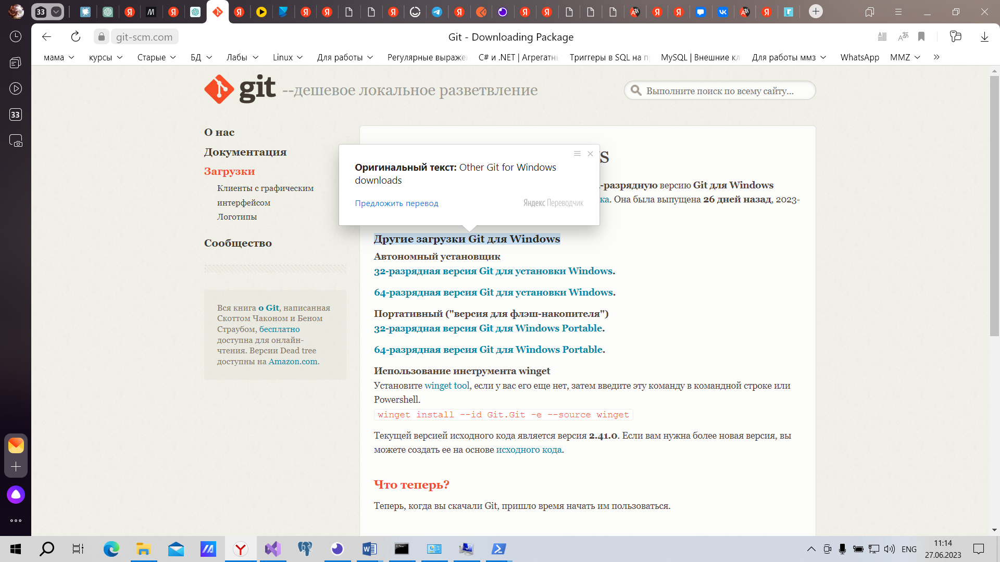 33
git-scm.com
Git - Downloading Package
мама
курсы
Старые
БД
Лабы
Linux
Для работы
Регулярные выраже
C# и .NET | Агрегатн
Триггеры в SQL на п
MySQL | Внешние кл
Для работы ммз
WhatsApp
MMZ
33
git
--дешевое локальное разветвление
Выполните поиск по всему сайту...
О нас
Документация
Загрузки
Клиенты с графическим
интерфейсом
Логотипы
Сообщество
Вся книга о Git, написанная
Скоттом Чаконом и Беном
Страубом, бесплатно
доступна для онлайн-
чтения. Версии Dead tree
доступны на Amazon.com.
Оригинальный текст: Other Git for Windows
downloads
Предложить перевод
Яндекс Переводчик
-разрядную версию Git для Windows
ка. Она была выпущена 26 дней назад, 2023-
Другие загрузки Git для Windows
Автономный установщик
32-разрядная версия Git для установки Windows.
64-разрядная версия Git для установки Windows.
Портативный ("версия для флэш-накопителя")
32-разрядная версия Git для Windows Portable.
64-разрядная версия Git для Windows Portable.
Использование инструмента winget
Установите winget tool, если у вас его еще нет, затем введите эту команду в командной строке или
Powershell.
winget install --id Git.Git -e --source winget
Текущей версией исходного кода является версия 2.41.0. Если вам нужна более новая версия, вы
можете создать ее на основе исходного кода.
Что теперь?
Теперь, когда вы скачали Git, пришло время начать им пользоваться.
ENG
11:14
27.06.2023